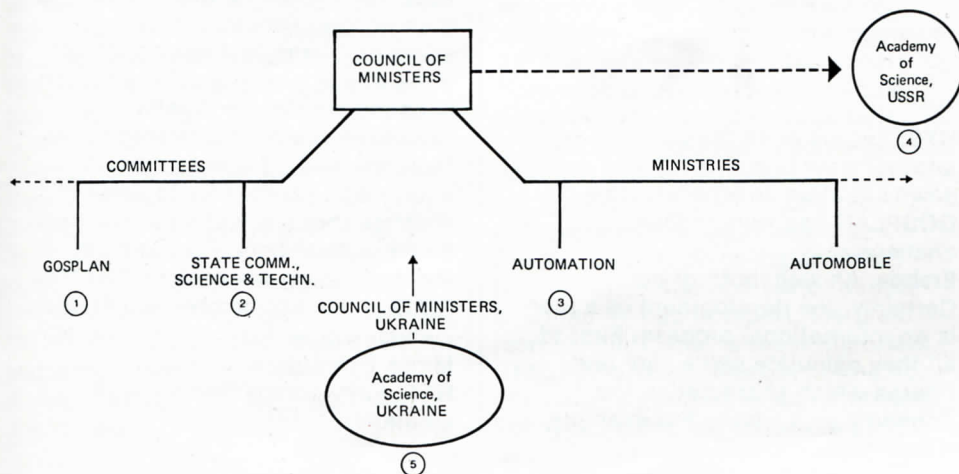 COUNCIL OF
MINISTERS
Academy
of
Science,
USSR
4
COMMITTEES
MINISTRIES
GOSPLAN
1
STATE COMM.,
SCIENCE & TECHN.
2
AUTOMATION
3
AUTOMOBILE
COUNCIL OF MINISTERS,
UKRAINE
Academy of
Science,
UKRAINE
5